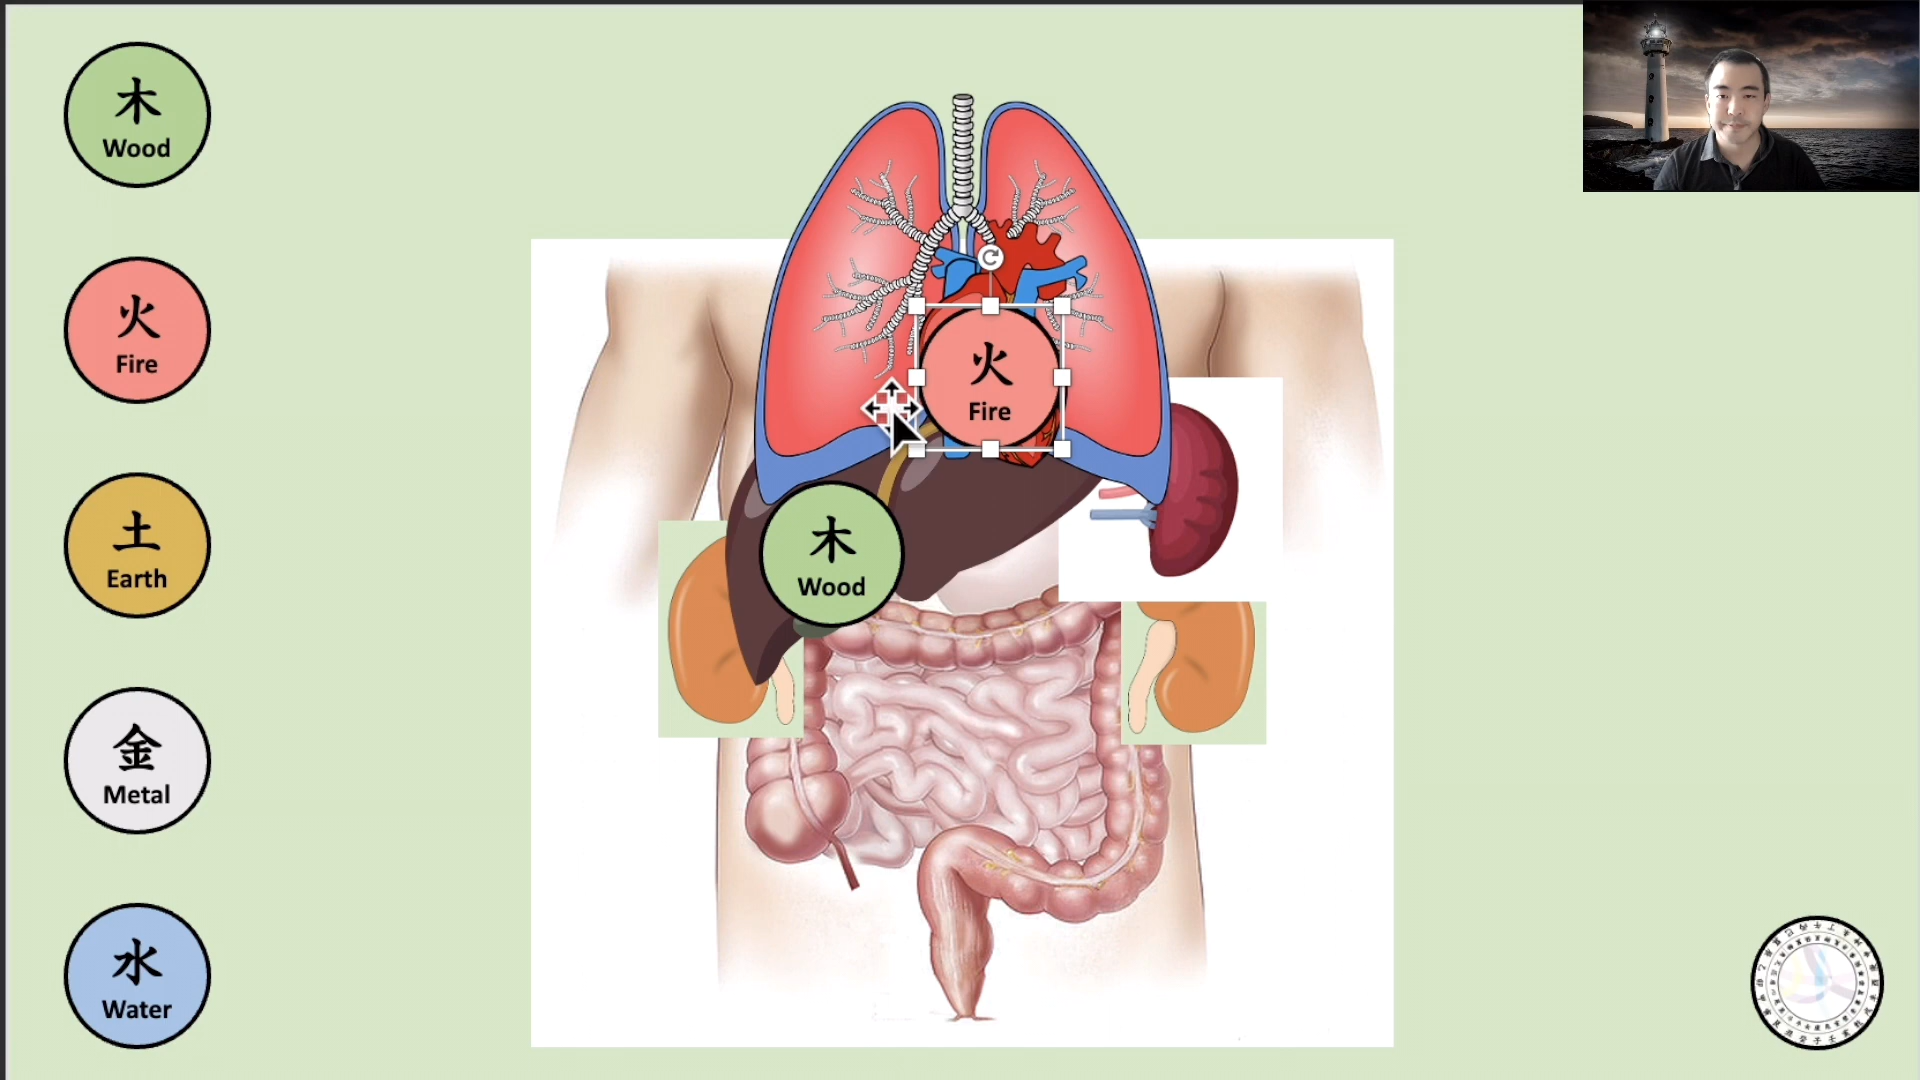 木
Wood
火
Fire
土
Earth
金
Metal
水
Water
火
Fire
木
Wood